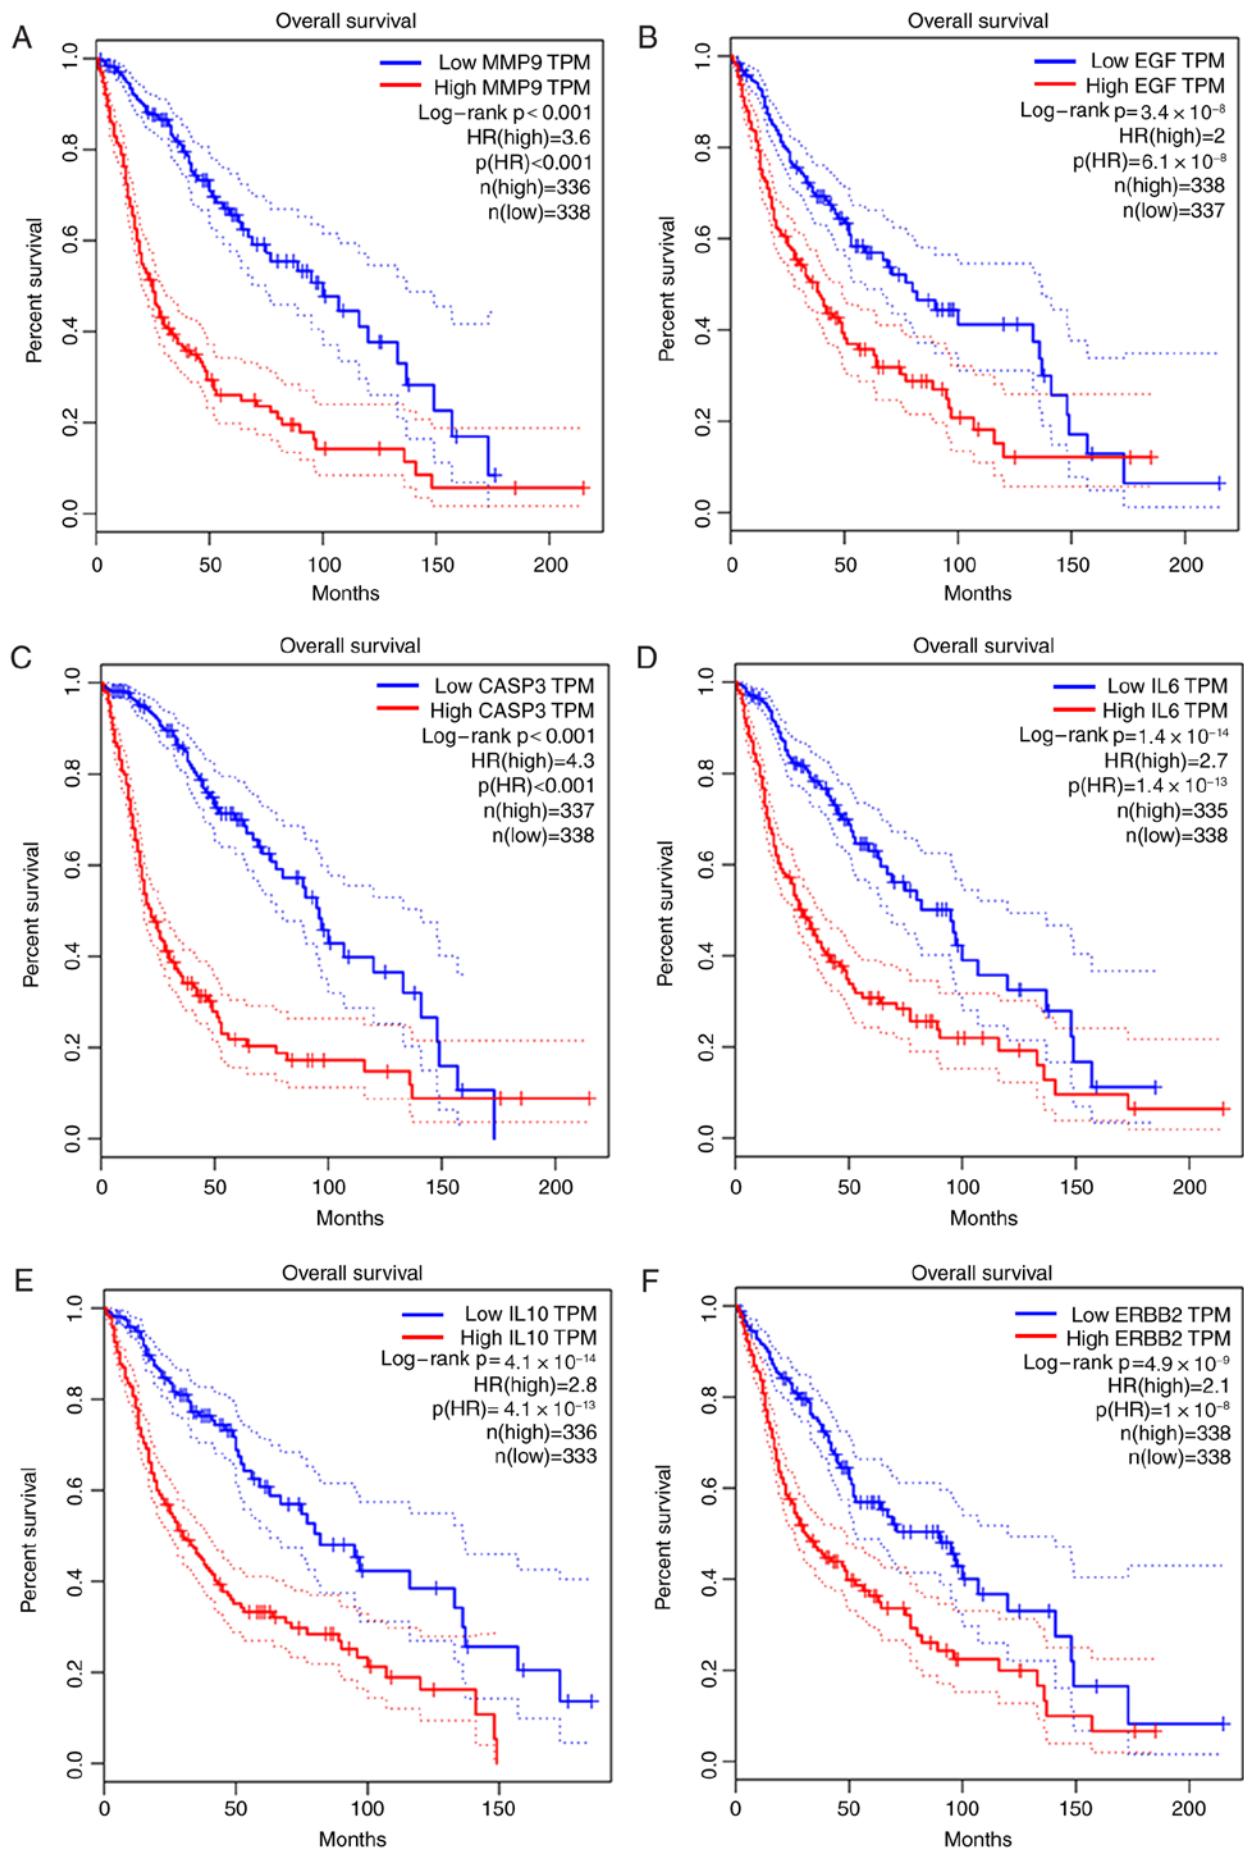 A
Overall survival
Low MMP9 TPM
High MMP9 TPM
Log-rank p<0.001
HR(high)=3.6
p(HR)<0.001
n(high)=336
n(low)=338
Percent survival
1.0
0.8
0.6
0.4
0.2
0.0
0 50 100 150 200
Months
B
Overall survival
Low EGF TPM
High EGF TPM
Log-rank p=3.4×10⁻⁸
HR(high)=2
p(HR)=6.1×10⁻⁸
n(high)=338
n(low)=337
Percent survival
1.0
0.8
0.6
0.4
0.2
0.0
0 50 100 150 200
Months
C
Overall survival
Low CASP3 TPM
High CASP3 TPM
Log-rank p<0.001
HR(high)=4.3
p(HR)<0.001
n(high)=337
n(low)=338
Percent survival
1.0
0.8
0.6
0.4
0.2
0.0
0 50 100 150 200
Months
D
Overall survival
Low IL6 TPM
High IL6 TPM
Log-rank p=1.4×10⁻¹⁴
HR(high)=2.7
p(HR)=1.4×10⁻¹³
n(high)=335
n(low)=338
Percent survival
1.0
0.8
0.6
0.4
0.2
0.0
0 50 100 150 200
Months
E
Overall survival
Low IL10 TPM
High IL10 TPM
Log-rank p=4.1×10⁻¹⁴
HR(high)=2.8
p(HR)=4.1×10⁻¹³
n(high)=336
n(low)=333
Percent survival
1.0
0.8
0.6
0.4
0.2
0.0
0 50 100 150
Months
F
Overall survival
Low ERBB2 TPM
High ERBB2 TPM
Log-rank p=4.9×10⁻⁹
HR(high)=2.1
p(HR)=1×10⁻⁸
n(high)=338
n(low)=338
Percent survival
1.0
0.8
0.6
0.4
0.2
0.0
0 50 100 150 200
Months